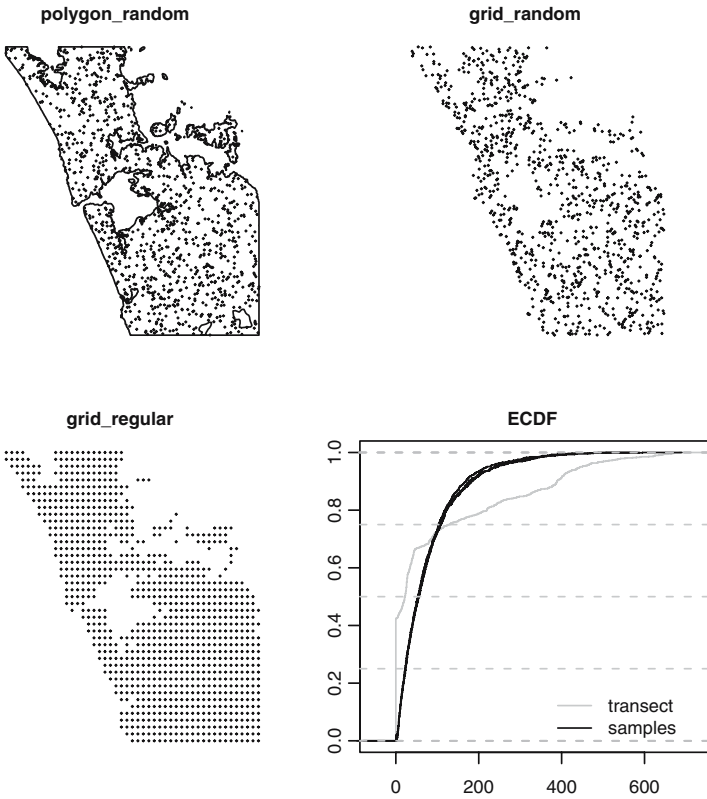 polygon_random
grid_random
grid_regular
ECDF
1.0
0.8
0.6
0.4
0.2
0.0
transect
samples
0 200 400 600